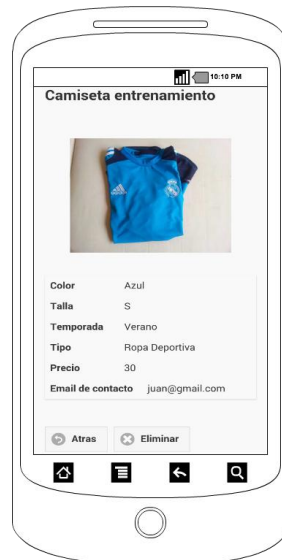 10:10 PM
Camiseta entrenamiento
adidas
Color Azul
Talla S
Temporada Verano
Tipo Ropa Deportiva
Precio 30
Email de contacto juan@gmail.com
Atras Eliminar